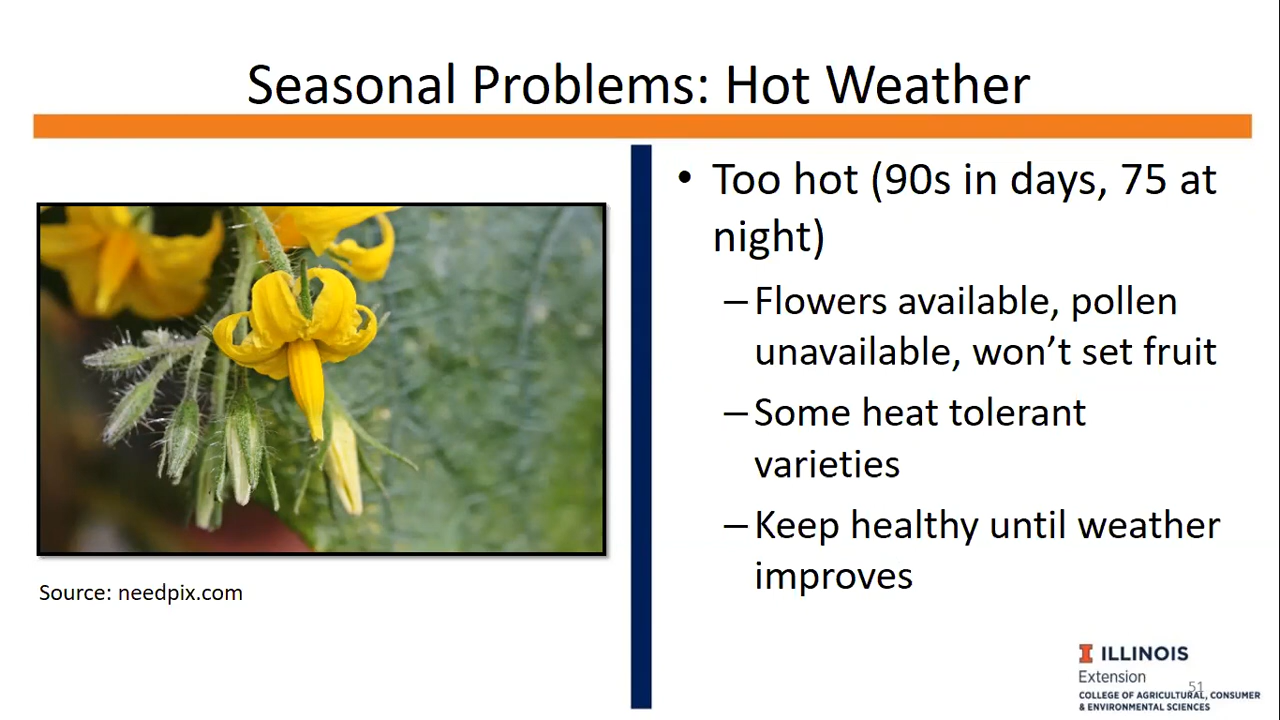 Seasonal Problems: Hot Weather
• Too hot (90s in days, 75 at
night)
– Flowers available, pollen
unavailable, won’t set fruit
– Some heat tolerant
varieties
– Keep healthy until weather
improves
Source: needpix.com
I ILLINOIS
Extension
51
COLLEGE OF AGRICULTURAL, CONSUMER
& ENVIRONMENTAL SCIENCES